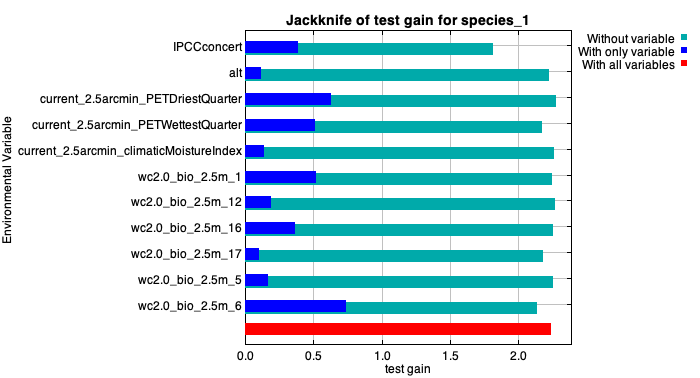 Jackknife of test gain for species_1
Without variable
With only variable
With all variables
Environmental Variable
IPCCconcert
alt
current_2.5arcmin_PETDriestQuarter
current_2.5arcmin_PETWettestQuarter
current_2.5arcmin_climaticMoistureIndex
wc2.0_bio_2.5m_1
wc2.0_bio_2.5m_12
wc2.0_bio_2.5m_16
wc2.0_bio_2.5m_17
wc2.0_bio_2.5m_5
wc2.0_bio_2.5m_6
0.0 0.5 1.0 1.5 2.0
test gain